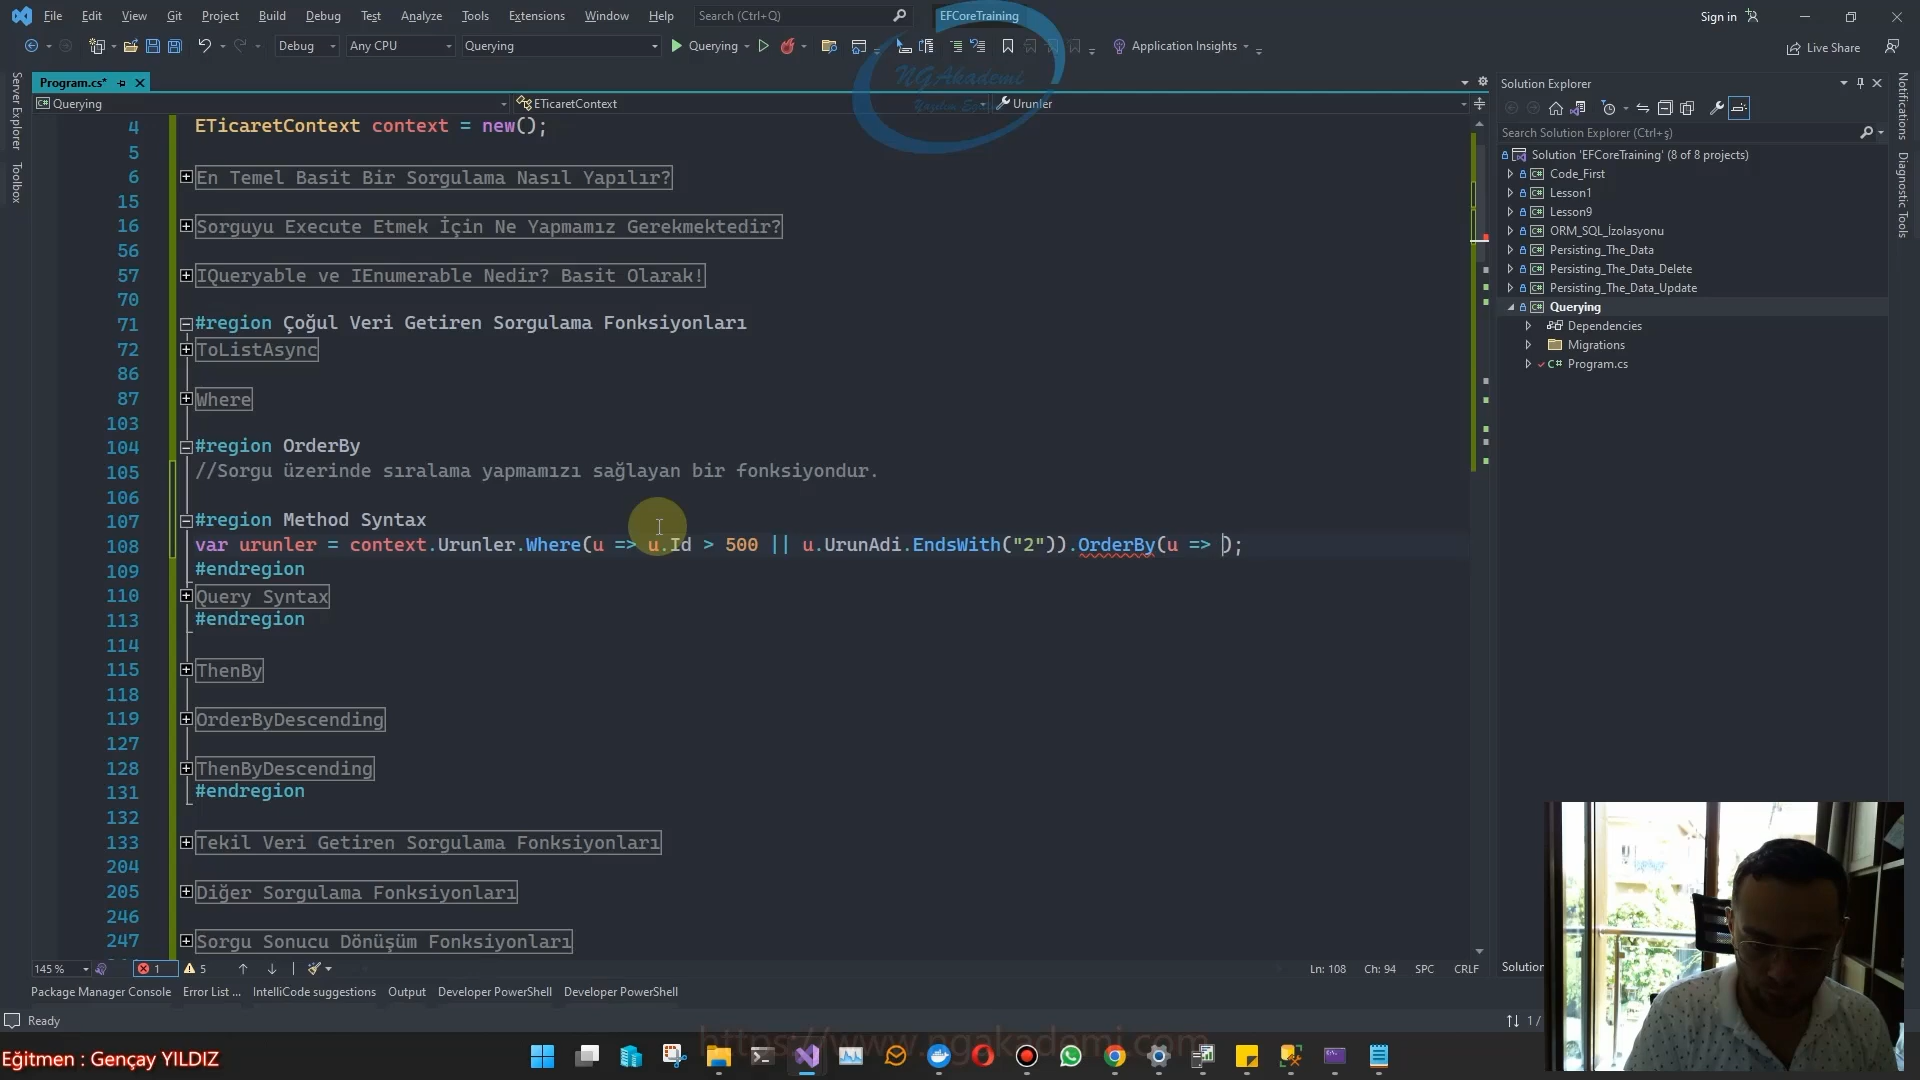 File Edit View Git Project Build Debug Test Analyze Tools Extensions Window Help Search (Ctrl+Q) EFCoreTraining Sign in
Debug Any CPU Querying Querying Application Insights Live Share
Program.cs* Solution Explorer
Querying ETicaretContext Urunler
Search Solution Explorer (Ctrl+ş)
Server Explorer
Toolbox
Notifications
Diagnostic Tools
NGAkademi
4 ETicaretContext context = new();
5
6 En Temel Basit Bir Sorgulama Nasıl Yapılır?
15
16 Sorguyu Execute Etmek İçin Ne Yapmamız Gerekmektedir?
56
57 IQueryable ve IEnumerable Nedir? Basit Olarak!
70
71 #region Çoğul Veri Getiren Sorgulama Fonksiyonları
72 ToListAsync
86
87 Where
103
104 #region OrderBy
105 //Sorgu üzerinde sıralama yapmamızı sağlayan bir fonksiyondur.
106
107 #region Method Syntax
108 var urunler = context.Urunler.Where(u => u.Id > 500 || u.UrunAdi.EndsWith("2")).OrderBy(u => );
109 #endregion
110 Query Syntax
113 #endregion
114
115 ThenBy
118
119 OrderByDescending
127
128 ThenByDescending
131 #endregion
132
133 Tekil Veri Getiren Sorgulama Fonksiyonları
204
205 Diğer Sorgulama Fonksiyonları
246
247 Sorgu Sonucu Dönüşüm Fonksiyonları
Solution 'EFCoreTraining' (8 of 8 projects)
Code_First
Lesson1
Lesson9
ORM_SQL_İzolasyonu
Persisting_The_Data
Persisting_The_Data_Delete
Persisting_The_Data_Update
Querying
Dependencies
Migrations
Program.cs
145 % 1 5 Ln: 108 Ch: 94 SPC CRLF
Package Manager Console Error List ... IntelliCode suggestions Output Developer PowerShell Developer PowerShell
Ready
Eğitmen : Gençay YILDIZ